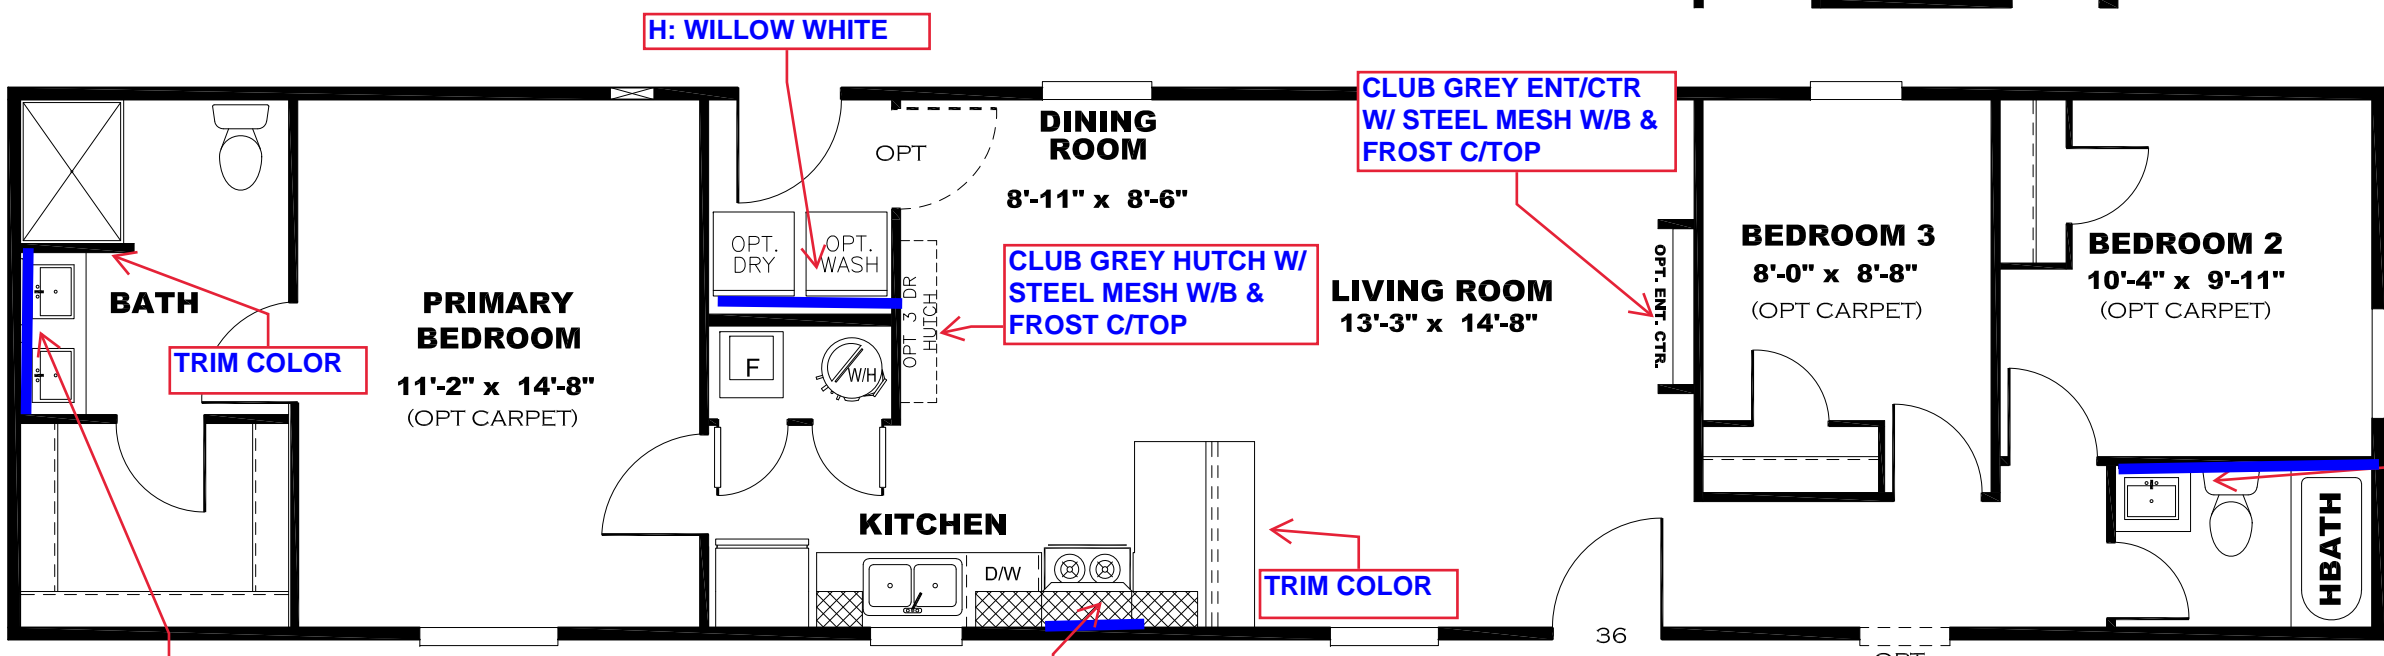 H: WILLOW WHITE
CLUB GREY ENT/CTR
W/ STEEL MESH W/B &
FROST C/TOP
DINING
ROOM
8'-11" x 8'-6"
OPT
OPT.
DRY
OPT.
WASH
OPT 3 DR
HUTCH
CLUB GREY HUTCH W/
STEEL MESH W/B &
FROST C/TOP
LIVING ROOM
13'-3" x 14'-8"
OPT. ENT. CTR.
BEDROOM 3
8'-0" x 8'-8"
(OPT CARPET)
BEDROOM 2
10'-4" x 9'-11"
(OPT CARPET)
BATH
TRIM COLOR
PRIMARY
BEDROOM
11'-2" x 14'-8"
(OPT CARPET)
F
W/H
KITCHEN
D/W
TRIM COLOR
36
HBATH
OPT